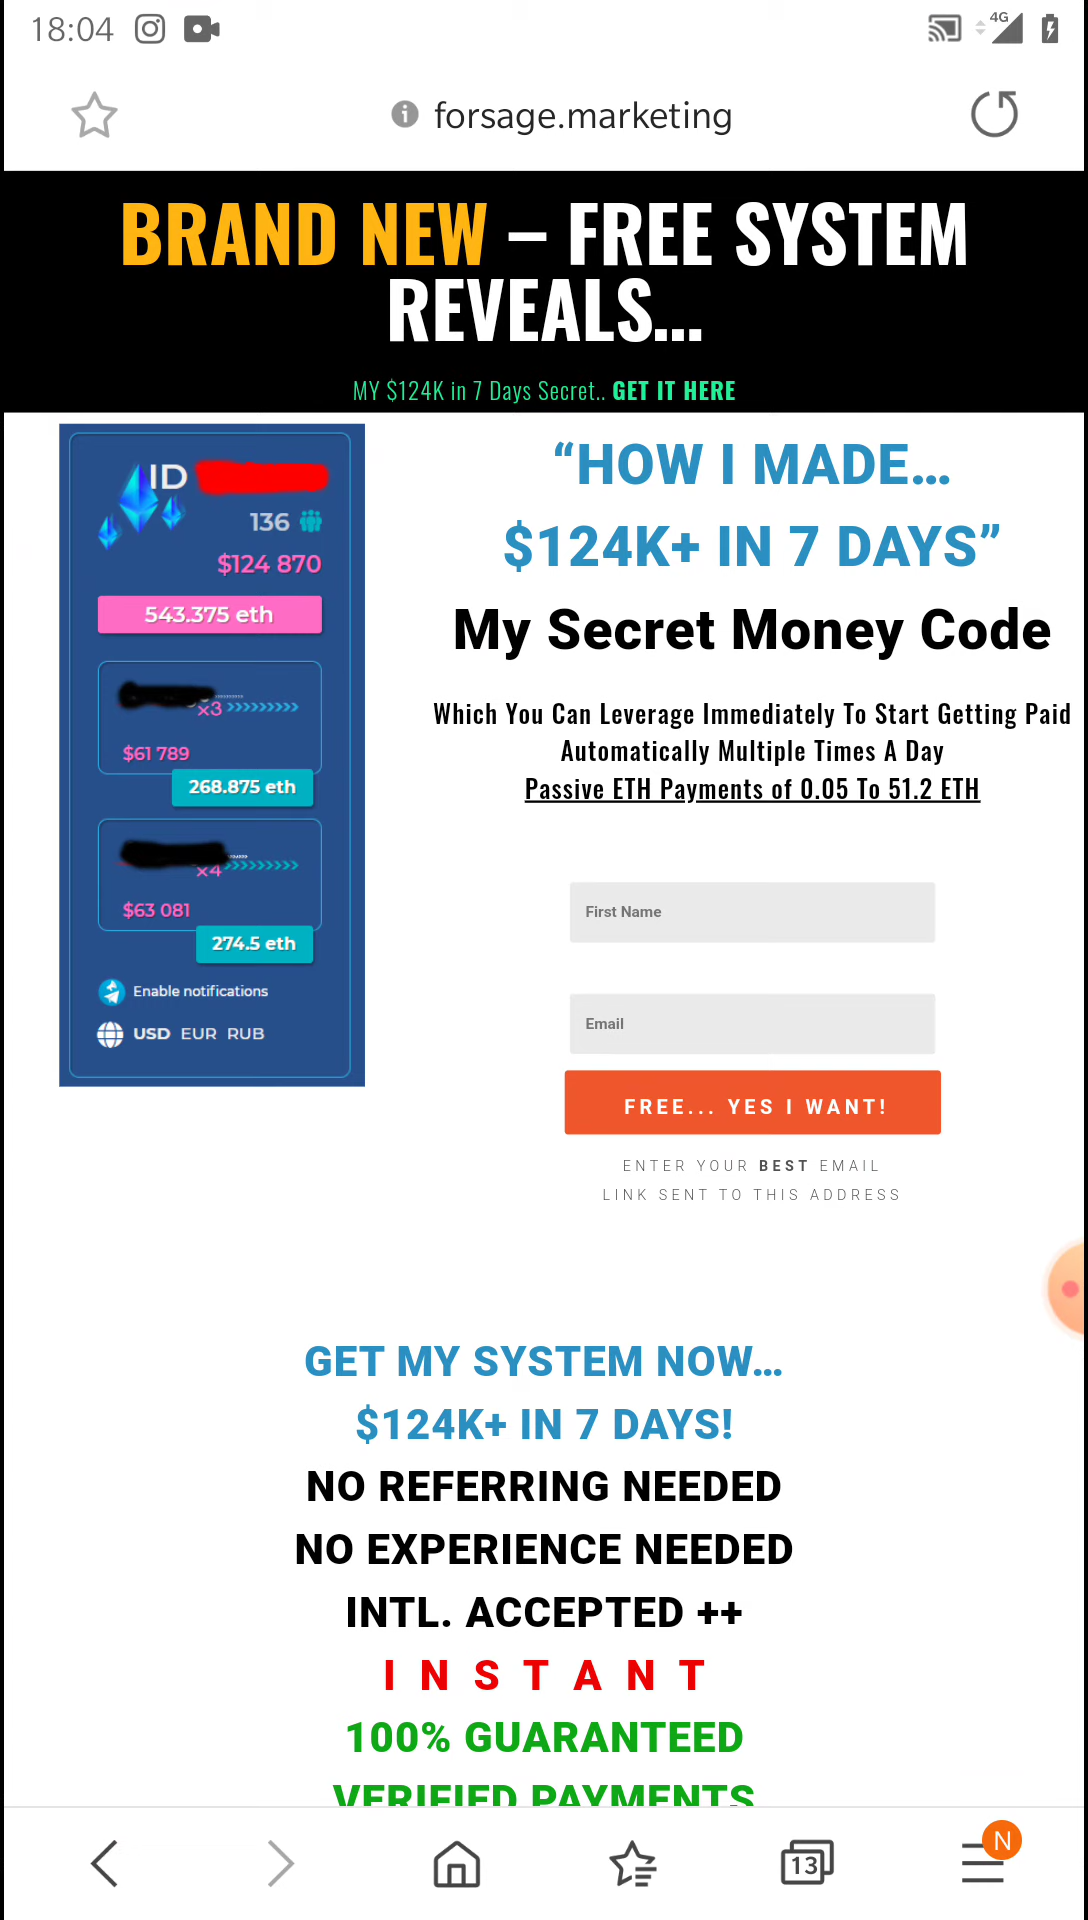 18:04
4G
forsage.marketing
BRAND NEW – FREE SYSTEM
REVEALS...
MY $124K in 7 Days Secret.. GET IT HERE
ID
136
$124 870
543.375 eth
x3
$61 789
268.875 eth
x4
$63 081
274.5 eth
Enable notifications
USD EUR RUB
“HOW I MADE...
$124K+ IN 7 DAYS”
My Secret Money Code
Which You Can Leverage Immediately To Start Getting Paid
Automatically Multiple Times A Day
Passive ETH Payments of 0.05 To 51.2 ETH
First Name
Email
FREE... YES I WANT!
ENTER YOUR BEST EMAIL
LINK SENT TO THIS ADDRESS
GET MY SYSTEM NOW...
$124K+ IN 7 DAYS!
NO REFERRING NEEDED
NO EXPERIENCE NEEDED
INTL. ACCEPTED ++
I N S T A N T
100% GUARANTEED
VERIFIED PAYMENTS
13
N